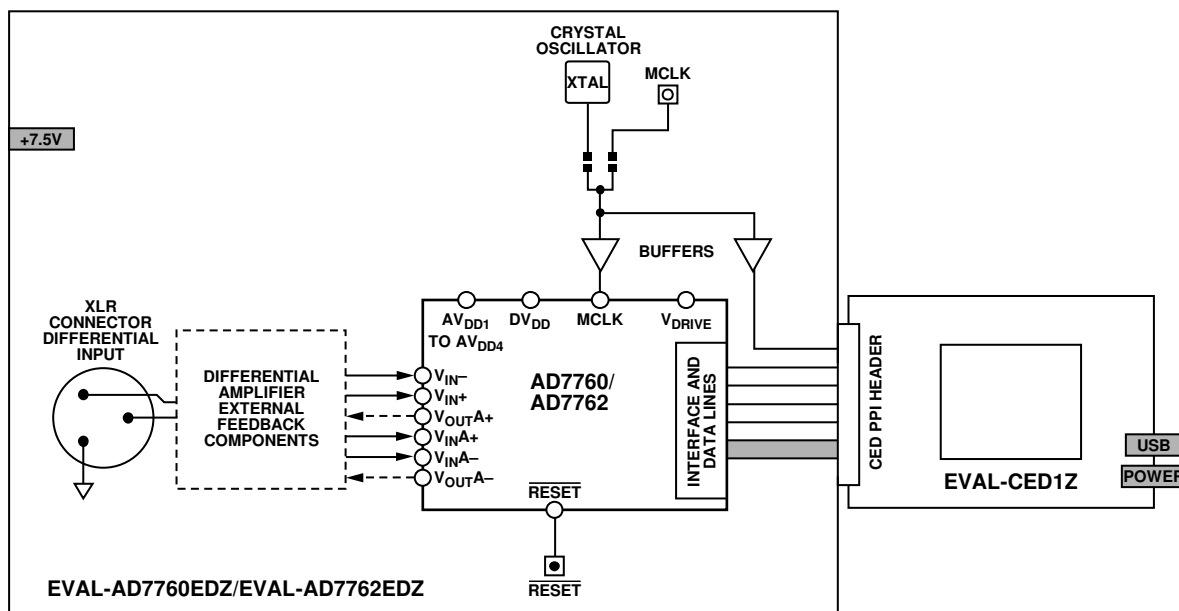 CRYSTAL
OSCILLATOR
XTAL
MCLK
+7.5V
BUFFERS
XLR
CONNECTOR
DIFFERENTIAL
INPUT
DIFFERENTIAL
AMPLIFIER
EXTERNAL
FEEDBACK
COMPONENTS
AVDD1
TO AVDD4
DVDD
MCLK
VDRIVE
VIN–
VIN+
VOUTA+
VINA+
VINA–
VOUTA–
AD7760/
AD7762
INTERFACE AND
DATA LINES
RESET
RESET
CED PPI HEADER
EVAL-CED1Z
USB
POWER
EVAL-AD7760EDZ/EVAL-AD7762EDZ